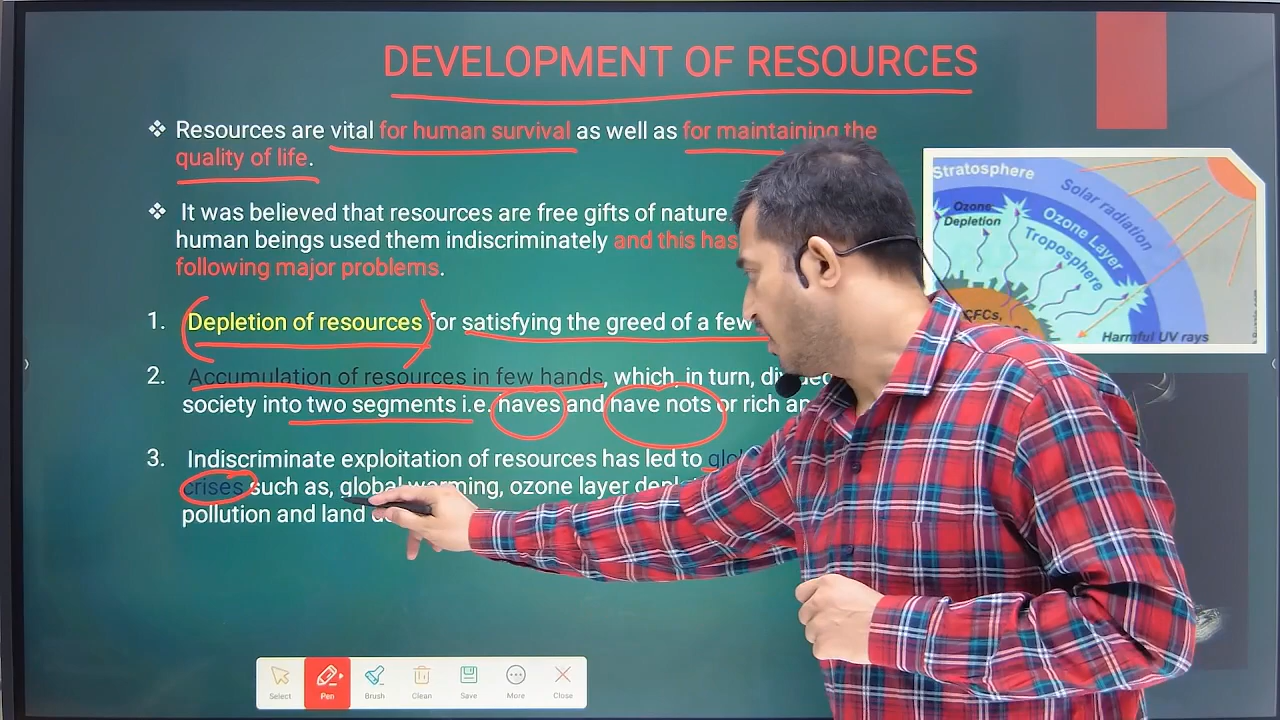 DEVELOPMENT OF RESOURCES
❖ Resources are vital for human survival as well as for maintaining the
quality of life.
❖ It was believed that resources are free gifts of nature.
human beings used them indiscriminately and this has
following major problems.
1. Depletion of resources for satisfying the greed of a few
2. Accumulation of resources in few hands, which, in turn,
society into two segments i.e. haves and have nots or rich
3. Indiscriminate exploitation of resources has led to
crises such as, global warming, ozone layer
pollution and land
Stratosphere
Solar radiation
Ozone
Depletion
Ozone Layer
Troposphere
CFCs,
Harmful UV rays
Select
Pen
Brush
Clean
Save
More
Close